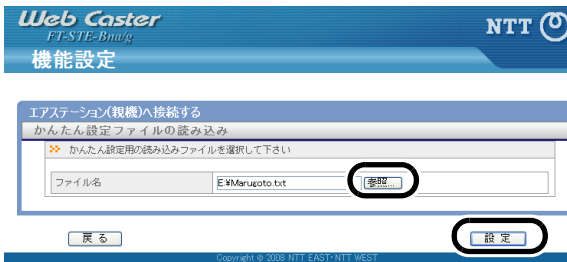 Web Caster
FT-STE-Bna/g
NTT
機能設定
エアステーション(親機)へ接続する
かんたん設定ファイルの読み込み
かんたん設定用の読み込みファイルを選択して下さい
ファイル名 E:¥Marugoto.txt 参照...
戻る 設定
Copyright © 2008 NTT EAST・NTT WEST